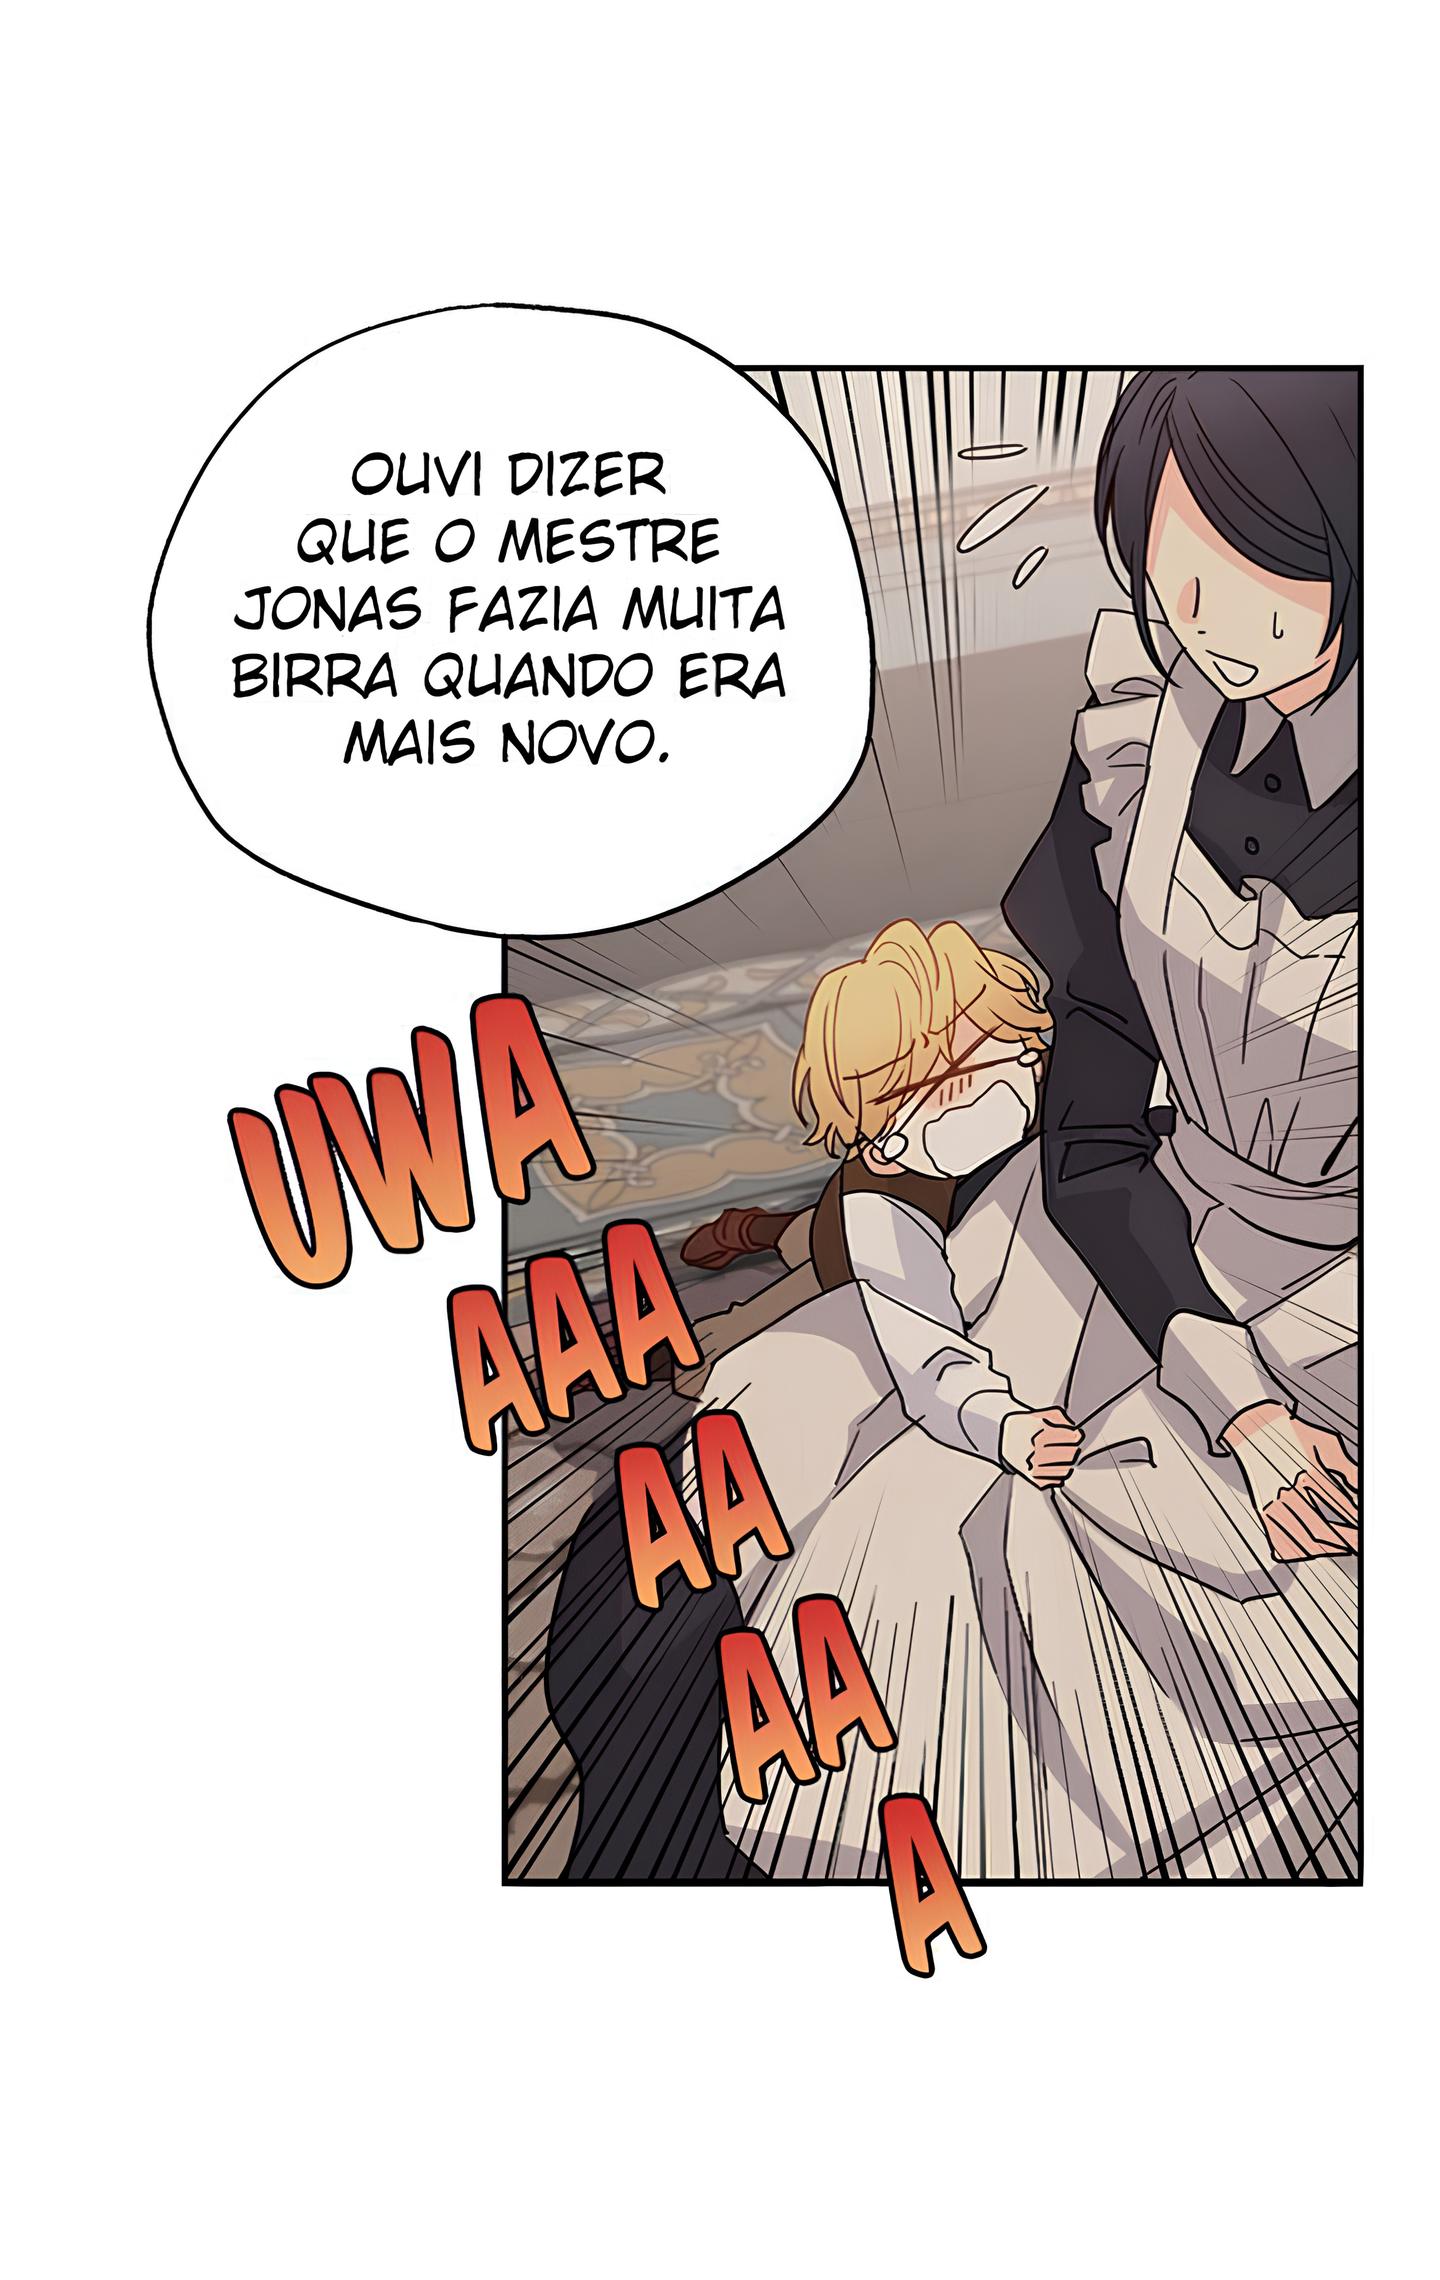 OUVI DIZER
QUE O MESTRE
JONAS FAZIA MUITA
BIRRA QUANDO ERA
MAIS NOVO.
UWA
AAA
AA
AA
A